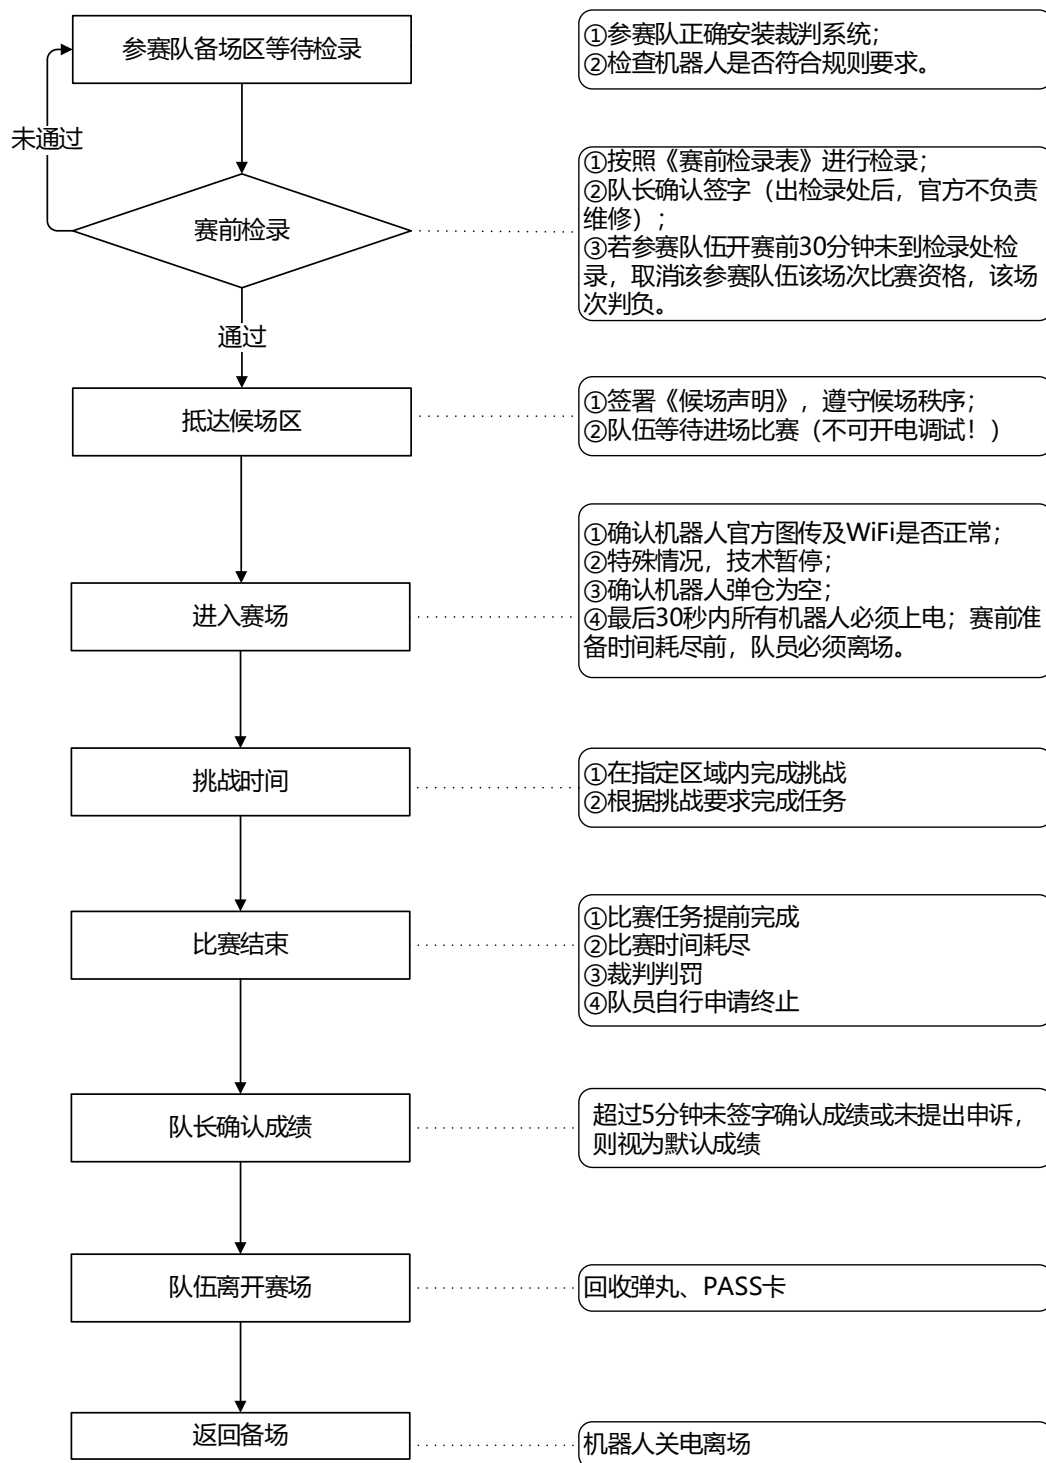 参赛队备场区等待检录
①参赛队正确安装裁判系统；
②检查机器人是否符合规则要求。
未通过
赛前检录
①按照《赛前检录表》进行检录；
②队长确认签字（出检录处后，官方不负责
维修）；
③若参赛队伍开赛前30分钟未到检录处检
录，取消该参赛队伍该场次比赛资格，该场
次判负。
通过
抵达候场区
①签署《候场声明》，遵守候场秩序；
②队伍等待进场比赛（不可开电调试！）
进入赛场
①确认机器人官方图传及WiFi是否正常；
②特殊情况，技术暂停；
③确认机器人弹仓为空；
④最后30秒内所有机器人必须上电；赛前准
备时间耗尽前，队员必须离场。
挑战时间
①在指定区域内完成挑战
②根据挑战要求完成任务
比赛结束
①比赛任务提前完成
②比赛时间耗尽
③裁判判罚
④队员自行申请终止
队长确认成绩
超过5分钟未签字确认成绩或未提出申诉，
则视为默认成绩
队伍离开赛场
回收弹丸、PASS卡
返回备场
机器人关电离场